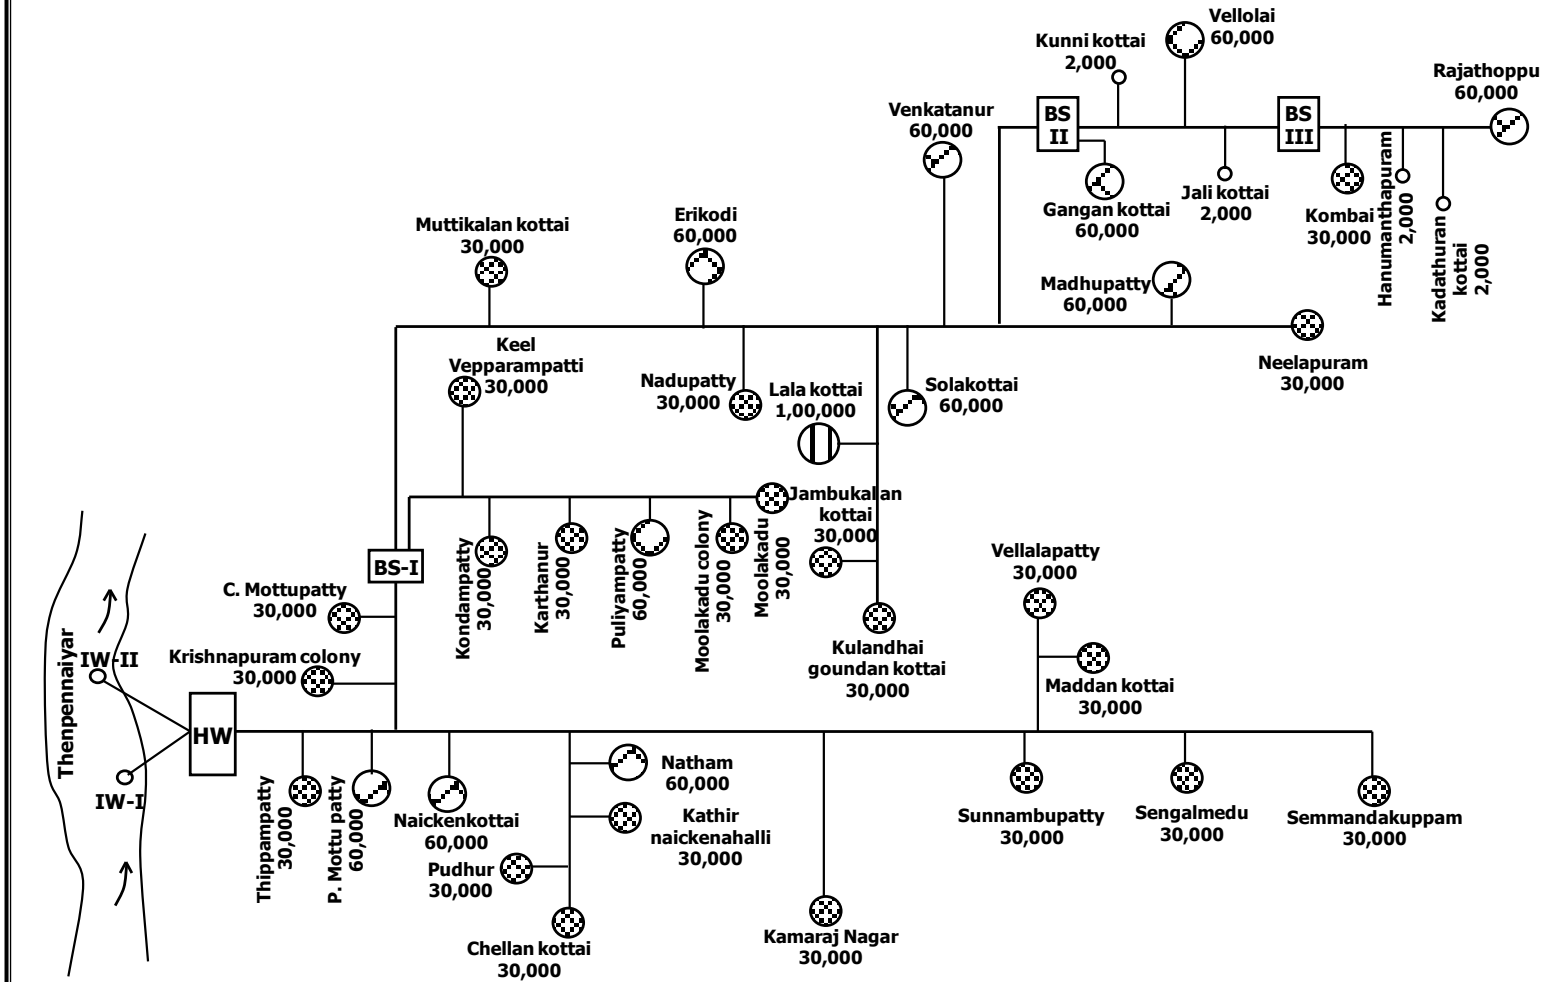 Kunni kottai
2,000
Vellolai
60,000
Rajathoppu
60,000
Venkatanur
60,000
BS
II
BS
III
Gangan kottai
60,000
Jali kottai
2,000
Kombai
30,000
Hanumanthapuram
2,000
Kadathuran
kottai
2,000
Muttikalan kottai
30,000
Erikodi
60,000
Madhupatty
60,000
Neelapuram
30,000
Keel
Vepparampatti
30,000
Nadupatty
30,000
Lala kottai
1,00,000
Solakottai
60,000
BS-I
Kondampatty
30,000
Karthanur
30,000
Puliyampatty
60,000
Moolakadu colony
30,000
Moolakadu
30,000
Jambukallan
kottai
30,000
Kulandhai
goundan kottai
30,000
Vellalapatty
30,000
Maddan kottai
30,000
C. Mottupatty
30,000
Krishnapuram colony
30,000
Thenpennaiyar
IW-II
IW-I
HW
Thippampatty
30,000
P. Mottu patty
60,000
Naickenkottai
60,000
Natham
60,000
Kathir
naickenahalli
30,000
Pudhur
30,000
Chellan kottai
30,000
Kamaraj Nagar
30,000
Sunnambupatty
30,000
Sengalmedu
30,000
Semmandakuppam
30,000